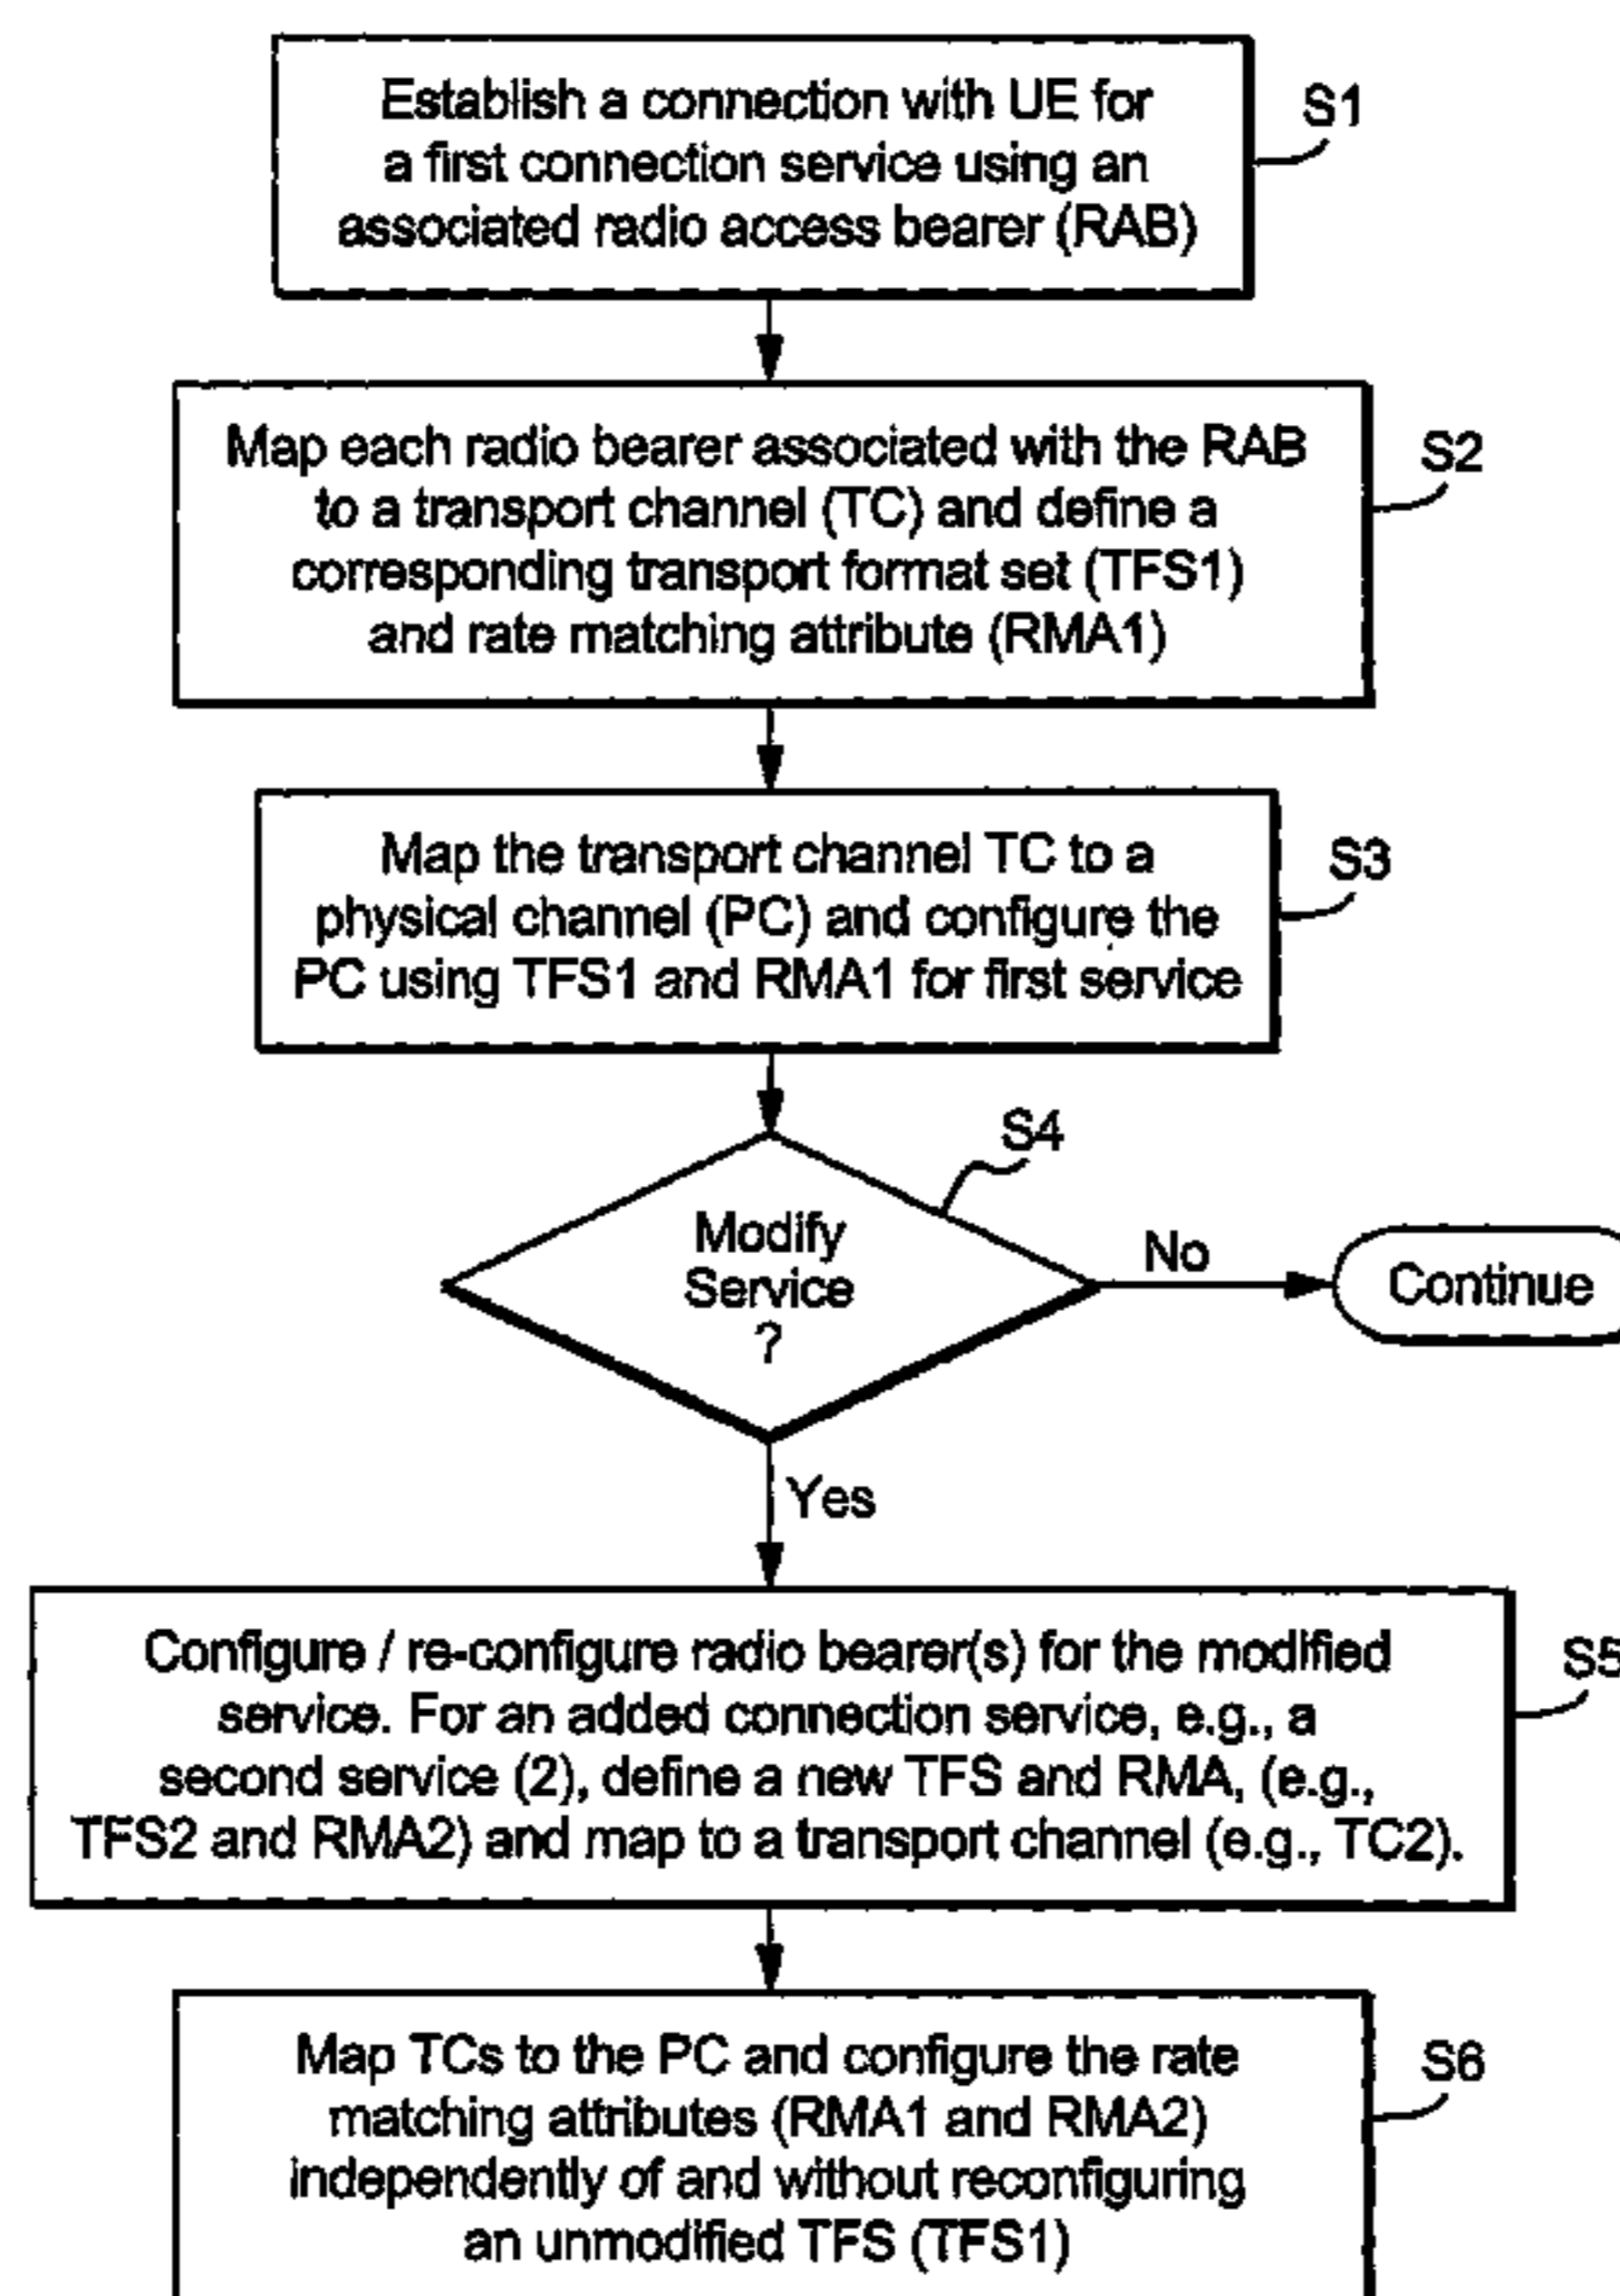 Establish a connection with UE for
a first connection service using an
associated radio access bearer (RAB)
S1
Map each radio bearer associated with the RAB
to a transport channel (TC) and define a
corresponding transport format set (TFS1)
and rate matching attribute (RMA1)
S2
Map the transport channel TC to a
physical channel (PC) and configure the
PC using TFS1 and RMA1 for first service
S3
Modify
Service
?
S4
No
Continue
Yes
Configure / re-configure radio bearer(s) for the modified
service. For an added connection service, e.g., a
second service (2), define a new TFS and RMA, (e.g.,
TFS2 and RMA2) and map to a transport channel (e.g., TC2).
S5
Map TCs to the PC and configure the rate
matching attributes (RMA1 and RMA2)
independently of and without reconfiguring
an unmodified TFS (TFS1)
S6